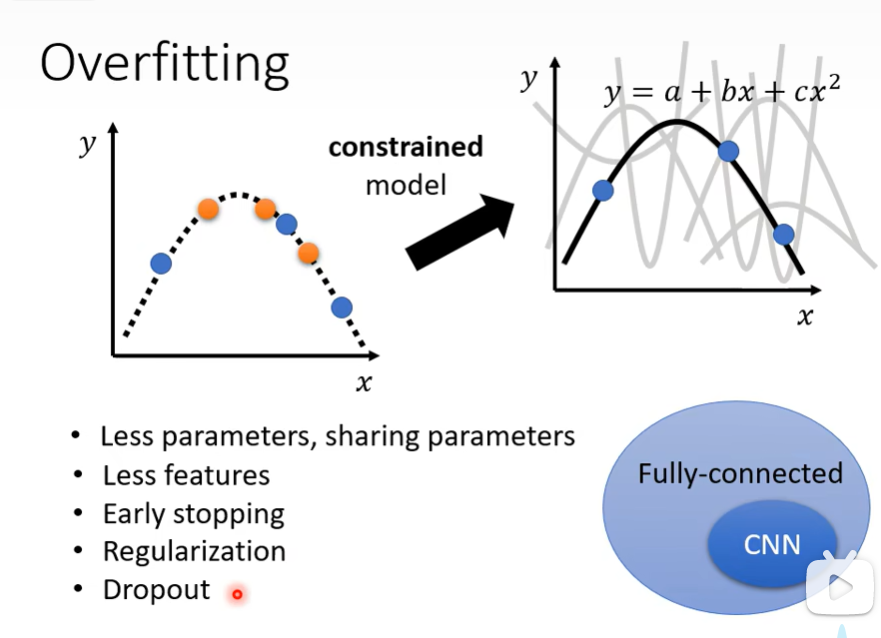 Overfitting
y
x
constrained
model
y
y = a + bx + cx²
x
• Less parameters, sharing parameters
• Less features
• Early stopping
• Regularization
• Dropout
Fully-connected
CNN